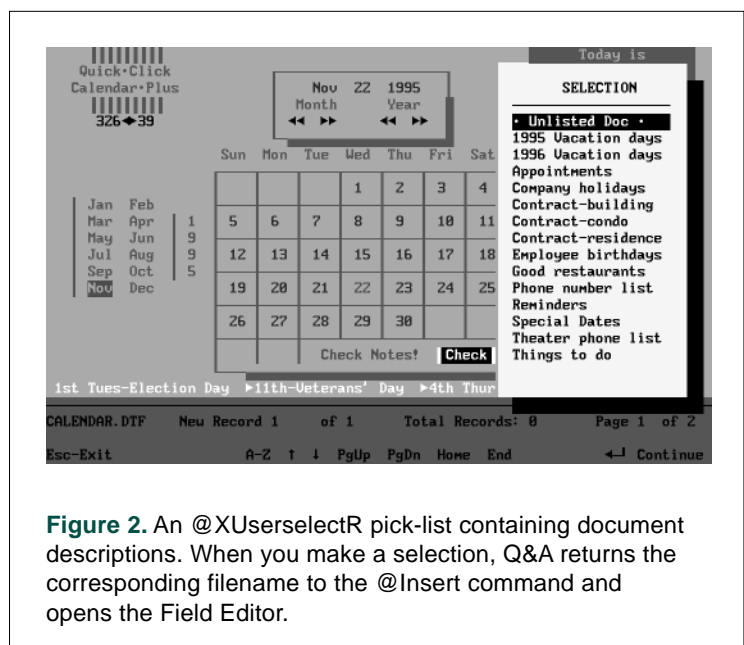 Quick•Click
Calendar•Plus
326◆39
Nov 22 1995
Month Year
◄◄ ►► ◄◄ ►►
Today is
Sun Mon Tue Wed Thu Fri Sat
1 2 3 4
5 6 7 8 9 10 11
12 13 14 15 16 17 18
19 20 21 22 23 24 25
26 27 28 29 30
Jan Feb
Mar Apr
May Jun
Jul Aug
Sep Oct
Nov Dec
1
9
9
5
Check Notes! Check
1st Tues-Election Day ►11th-Veterans' Day ►4th Thur
SELECTION
• Unlisted Doc •
1995 Vacation days
1996 Vacation days
Appointments
Company holidays
Contract-building
Contract-condo
Contract-residence
Employee birthdays
Good restaurants
Phone number list
Reminders
Special Dates
Theater phone list
Things to do
CALENDAR.DTF New Record 1 of 1 Total Records: 0 Page 1 of 2
Esc-Exit A-Z ↑ ↓ PgUp PgDn Home End ↵ Continue
Figure 2. An @XUserselectR pick-list containing document
descriptions. When you make a selection, Q&A returns the
corresponding filename to the @Insert command and
opens the Field Editor.